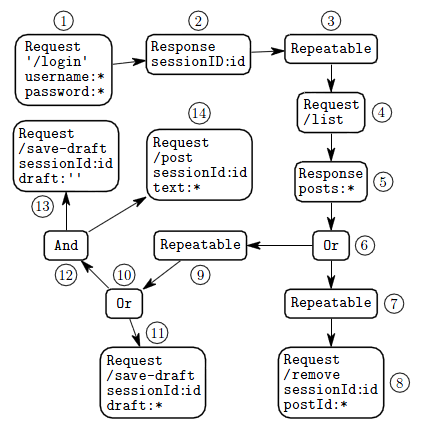 1
Request
'/login'
username:*
password:*
2
Response
sessionID:id
3
Repeatable
4
Request
/list
5
Response
posts:*
6
Or
7
Repeatable
8
Request
/remove
sessionId:id
postId:*
9
Repeatable
10
Or
11
Request
/save-draft
sessionId:id
draft:*
12
And
13
Request
/save-draft
sessionId:id
draft:''
14
Request
/post
sessionId:id
text:*